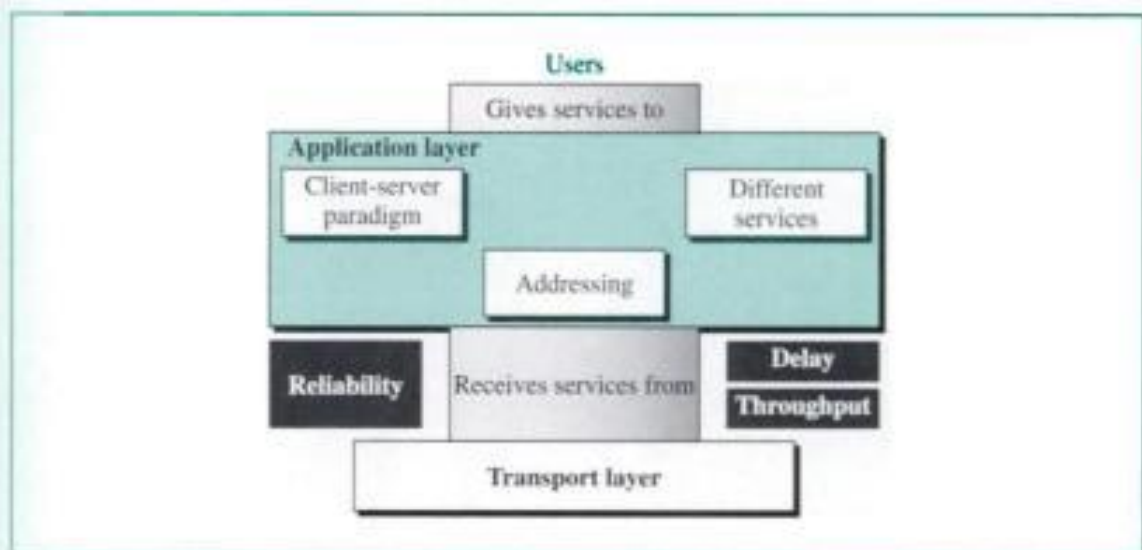 Users
Gives services to
Application layer
Client-server
paradigm
Different
services
Addressing
Reliability
Receives services from
Delay
Throughput
Transport layer